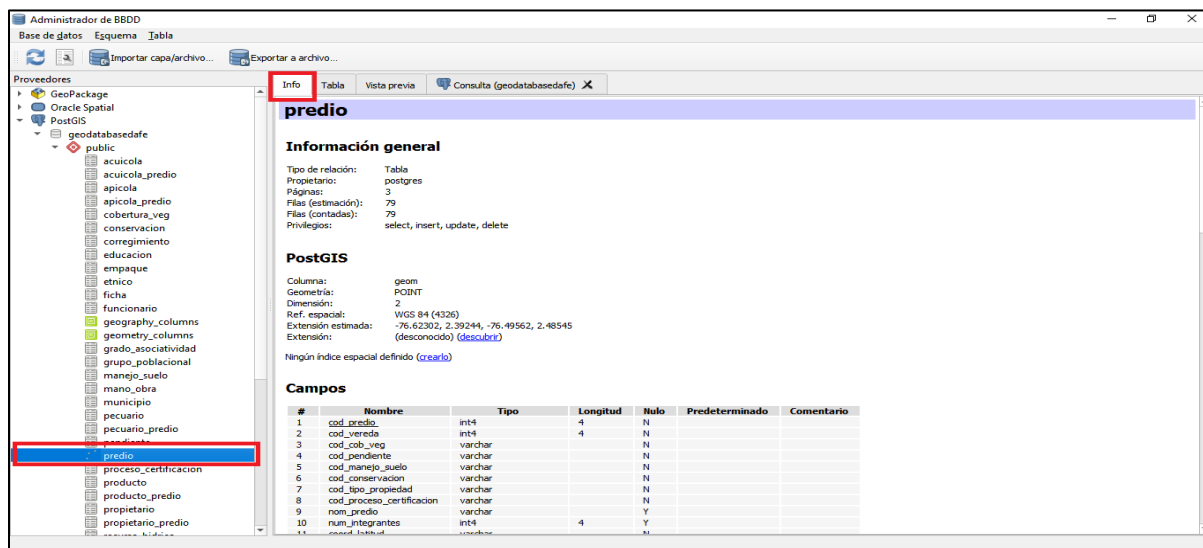 Administrador de BBDD
Base de datos Esquema Tabla
Importar capa/archivo... Exportar a archivo...
Proveedores
GeoPackage
Oracle Spatial
PostGIS
geodatabasedafe
public
acuicola
acuicola_predio
apicola
apicola_predio
cobertura_veg
conservacion
corregimiento
educacion
empaque
etnico
ficha
funcionario
geography_columns
geometry_columns
grado_asociatividad
grupo_poblacional
manejo_suelo
mano_obra
municipio
pecuario
pecuario_predio
pendiente
predio
proceso_certificacion
producto
producto_predio
propietario
propietario_predio
recurso_hidrico
Info Tabla Vista previa Consulta (geodatabasedafe)
predio
Información general
Tipo de relación: Tabla
Propietario: postgres
Páginas: 3
Filas (estimación): 79
Filas (contadas): 79
Privilegios: select, insert, update, delete
PostGIS
Columna: geom
Geometría: POINT
Dimensión: 2
Ref. espacial: WGS 84 (4326)
Extensión estimada: -76.62302, 2.39244, -76.49562, 2.48545
Extensión: (desconocido) (descubrir)
Ningún índice espacial definido (crearlo)
Campos
# Nombre Tipo Longitud Nulo Predeterminado Comentario
1 cod_predio int4 4 N
2 cod_vereda int4 4 N
3 cod_cob_veg varchar N
4 cod_pendiente varchar N
5 cod_manejo_suelo varchar N
6 cod_conservacion varchar N
7 cod_tipo_propiedad varchar N
8 cod_proceso_certificacion varchar N
9 nom_predio varchar Y
10 num_integrantes int4 4 Y
11 coord_latitud varchar N